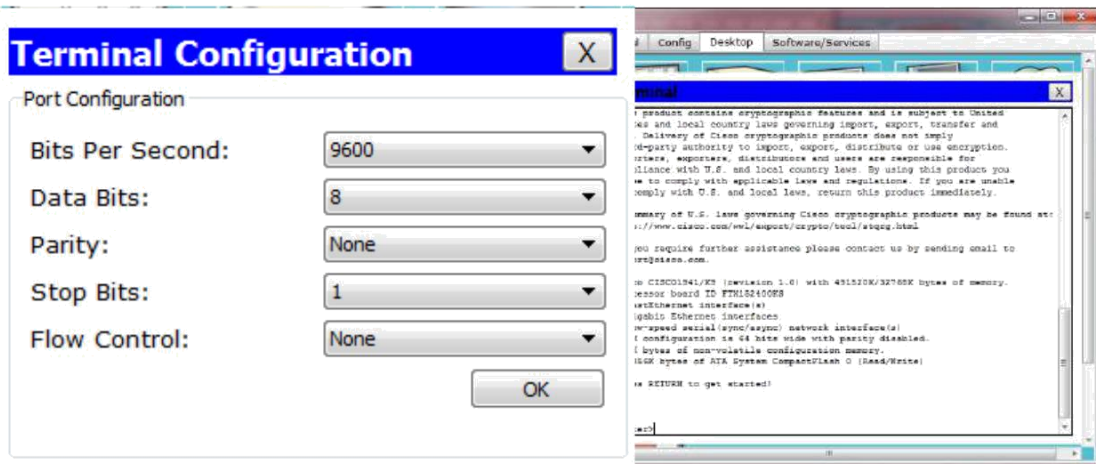 Terminal Configuration
X
Port Configuration
Bits Per Second:
9600
Data Bits:
8
Parity:
None
Stop Bits:
1
Flow Control:
None
OK
Config
Desktop
Software/Services
X
product contains cryptographic features and is subject to United
and local country laws governing import, export, transfer and
. Delivery of Cisco cryptographic products does not imply
authority to import, export, distribute or use encryption.
exporters, distributors and users are responsible for
with U.S. and local country laws. By using this product you
to comply with applicable laws and regulations. If you are unable
comply with U.S. and local laws, return this product immediately.
of U.S. laws governing Cisco cryptographic products may be found at:
://www.cisco.com/wwl/export/crypto/tool/stqrg.html
you require further assistance please contact us by sending email to
rt@cisco.com.
CISCO1941/K9 (revision 1.0) with 491520K/32768K bytes of memory.
board ID FTX152400KS
Ethernet interface(s)
Ethernet interfaces
w-speed serial(sync/async) network interface(s)
configuration is 64 bits wide with parity disabled.
bytes of non-volatile configuration memory.
bytes of ATA System CompactFlash 0 (Read/Write)
RETURN to get started!
er>